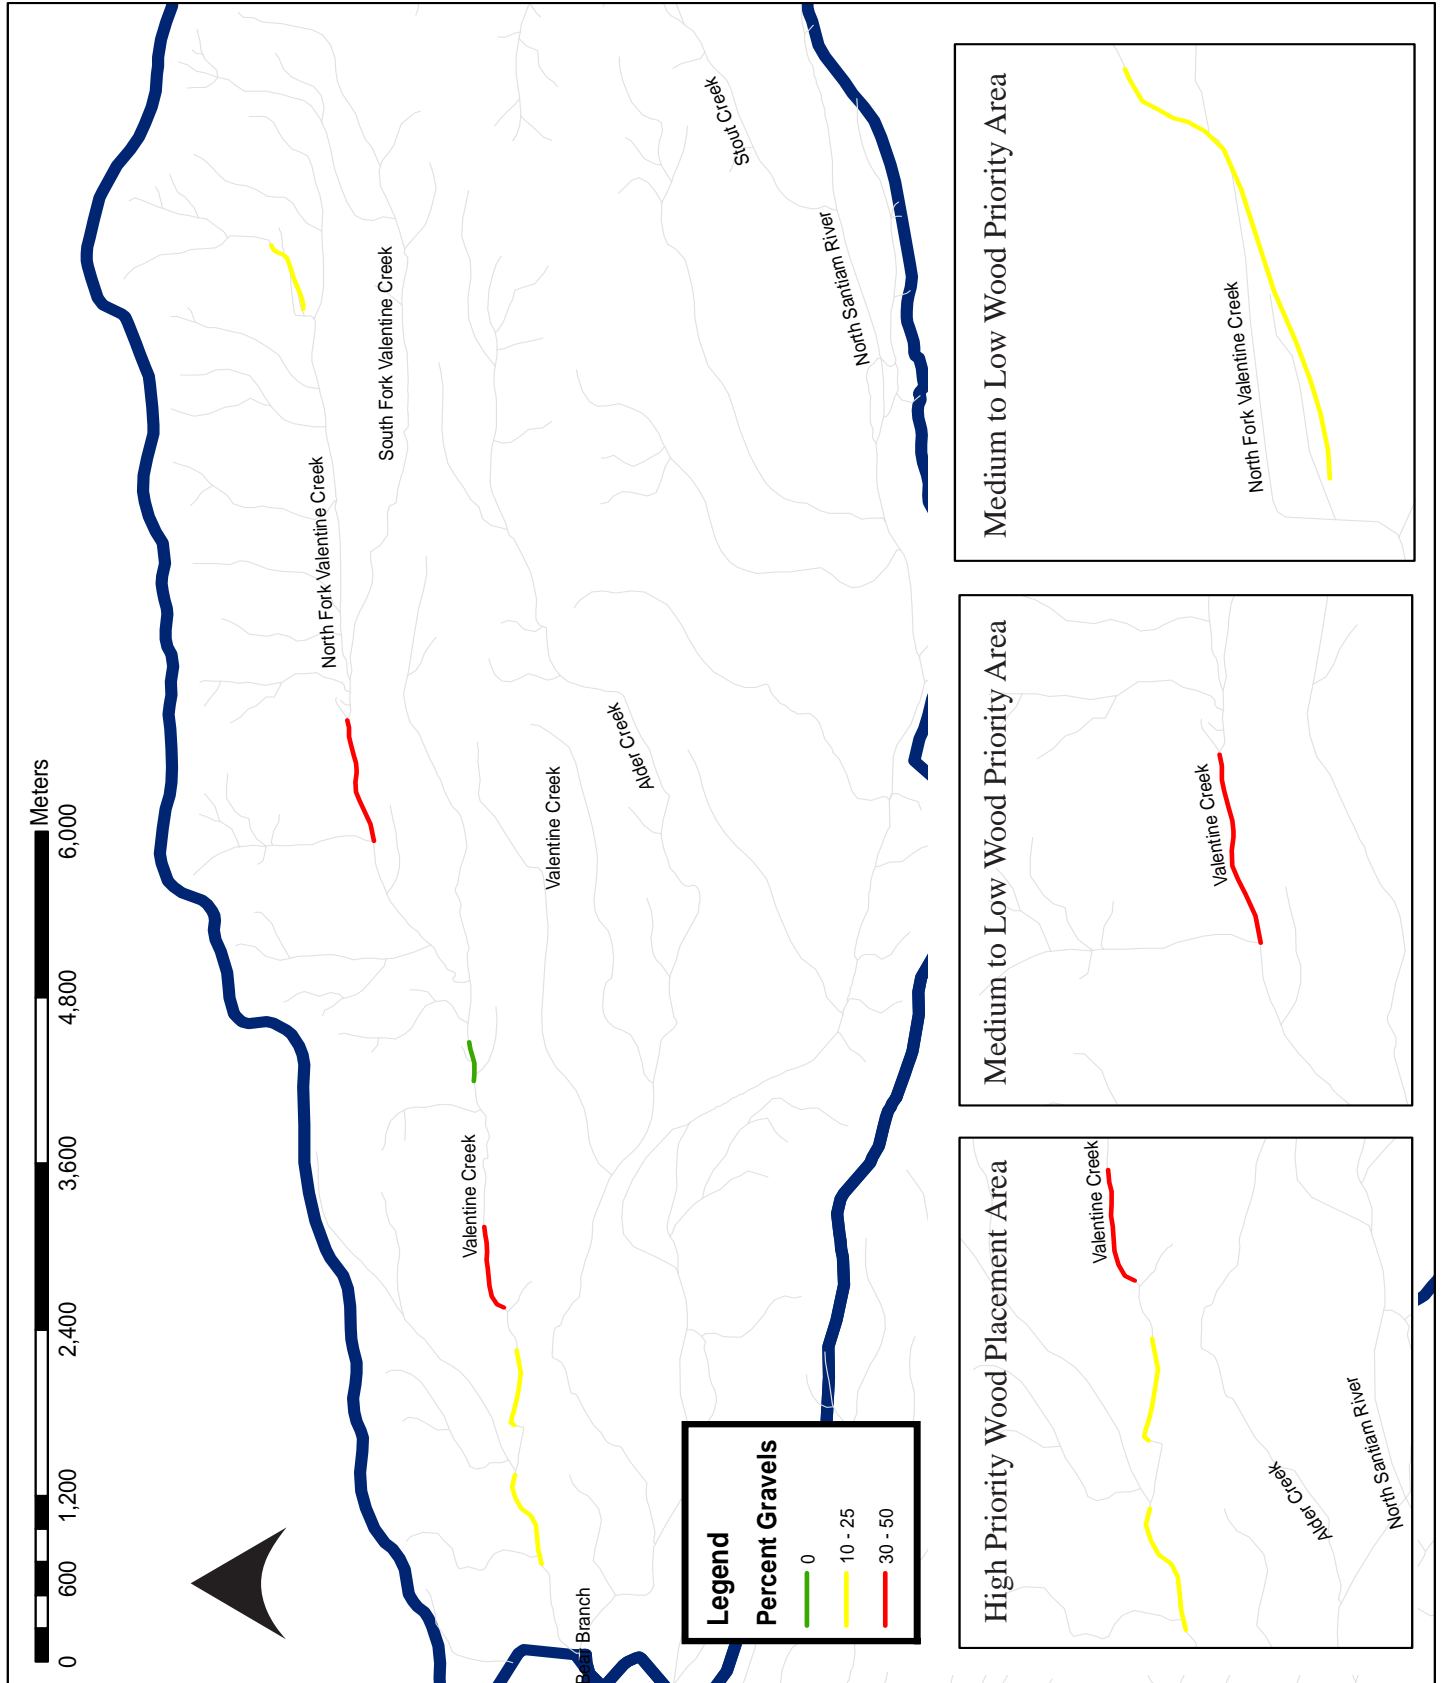 0 600 1,200 2,400 3,600 4,800 6,000
Meters
North Fork Valentine Creek
South Fork Valentine Creek
Stout Creek
North Santiam River
Valentine Creek
Valentine Creek
Alder Creek
Bear Branch
Legend
Percent Gravels
0
10 - 25
30 - 50
High Priority Wood Placement Area
Valentine Creek
Alder Creek
North Santiam River
Medium to Low Wood Priority Area
Valentine Creek
Medium to Low Wood Priority Area
North Fork Valentine Creek